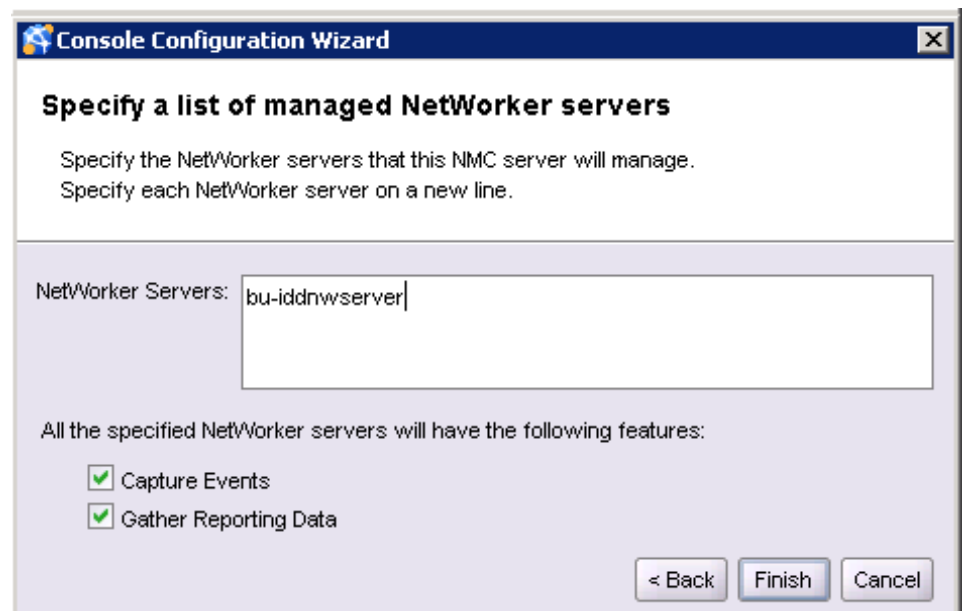 Console Configuration Wizard
Specify a list of managed NetWorker servers
Specify the NetWorker servers that this NMC server will manage.
Specify each NetWorker server on a new line.
NetWorker Servers: bu-iddnwserver
All the specified NetWorker servers will have the following features:
Capture Events
Gather Reporting Data
< Back Finish Cancel